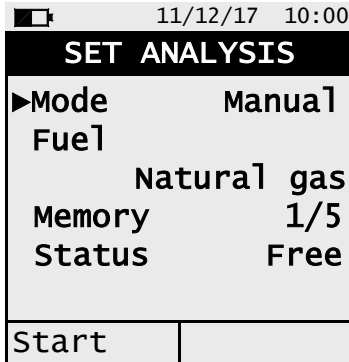 11/12/17 10:00
SET ANALYSIS
►Mode Manual
Fuel
Natural gas
Memory 1/5
Status Free
Start